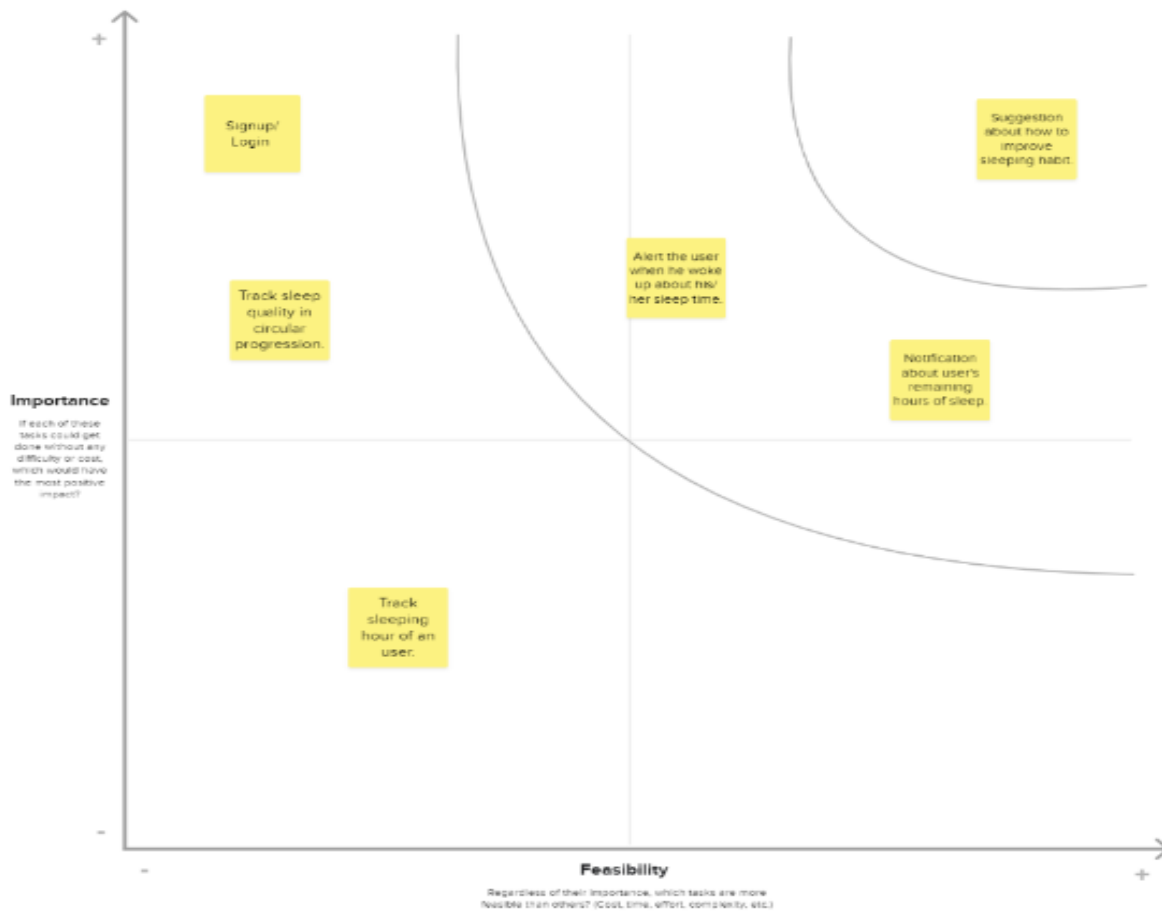 +
Signup/
Login
Suggestion
about how to
improve
sleeping habit.
Alert the user
when he woke
up about his/
her sleep time.
Track sleep
quality in
circular
progression.
Notification
about user's
remaining
hours of sleep.
Importance
If each of these
tasks could get
done without any
difficulty or cost,
which would have
the most positive
impact?
Track
sleeping
hour of an
user.
-
-
Feasibility
+
Regardless of their importance, which tasks are more
feasible than others? (Cost, time, effort, complexity, etc.)